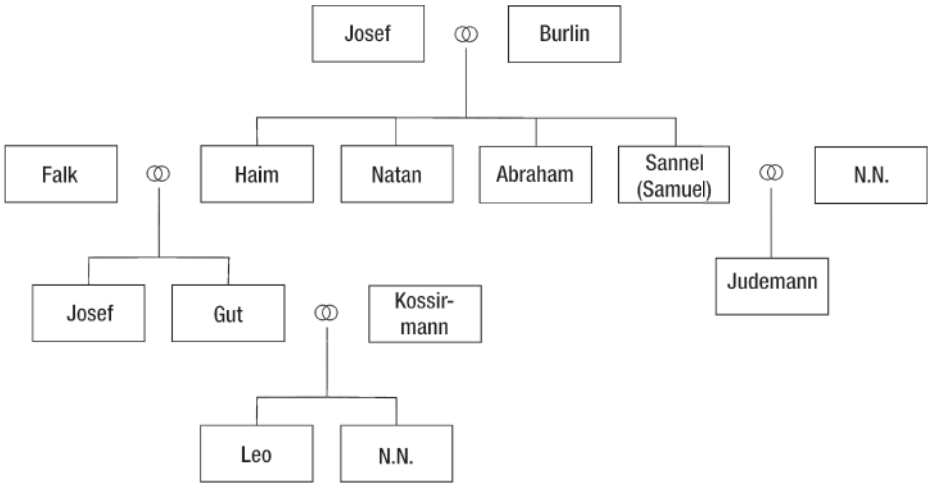 Josef
Burlin
Falk
Haim
Natan
Abraham
Sannel
(Samuel)
N.N.
Judemann
Josef
Gut
Kossir-
mann
Leo
N.N.